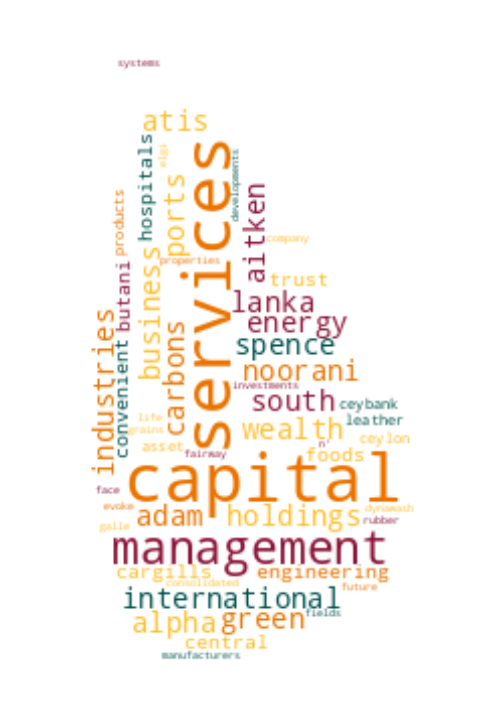 systems
atis
hospitals
elgi
services
developments
ports
aitken
products
company
business
properties
butani
trust
lanka
energy
industries
carbons
convenient
spence
noorani
investments
south
ceybank
life
leather
grains
wealth
ceylon
n'
asset
fairway
foods
capital
face
evoke
adam
holdings
dynawash
rubber
galle
management
cargills
engineering
consolidated
future
international
fields
alpha
green
central
manufacturers